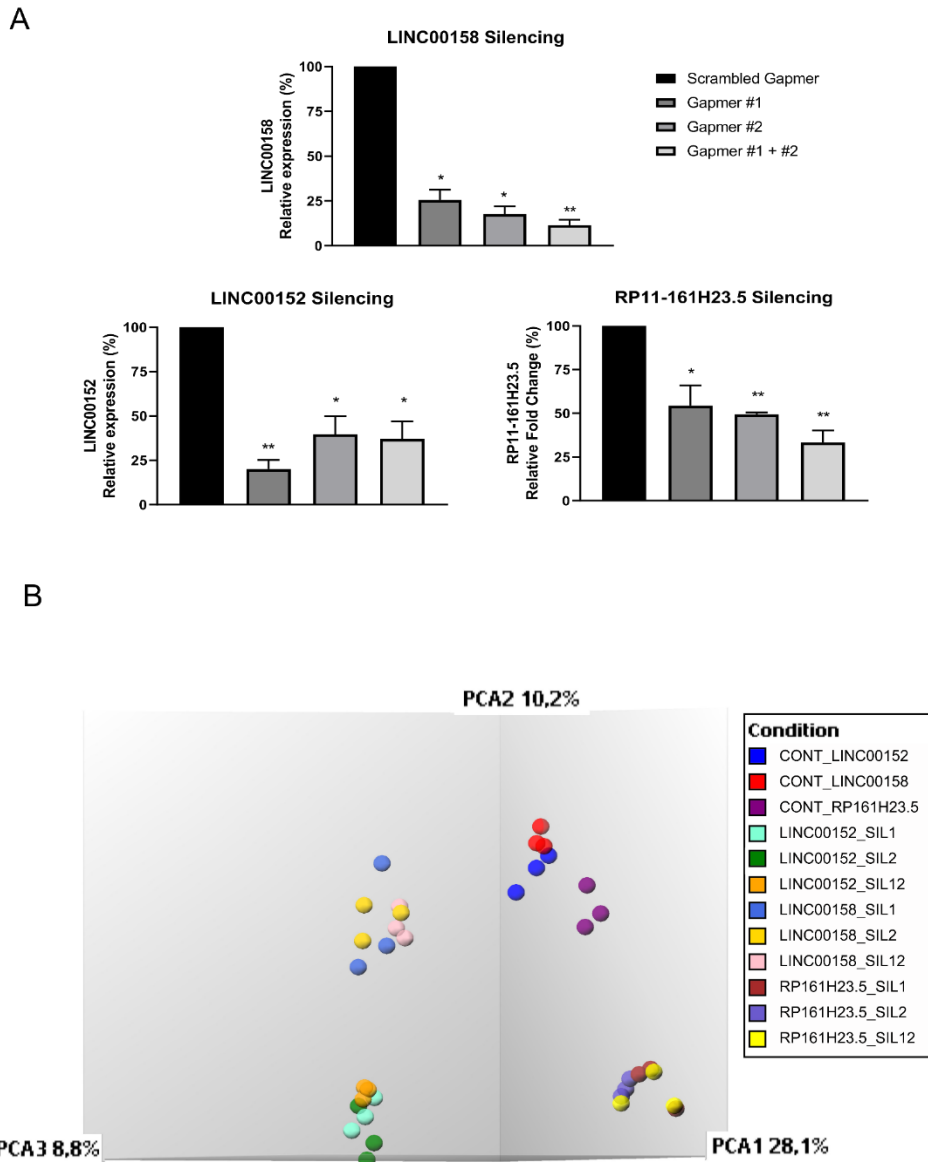 A
LINC00158 Silencing
LINC00158
Relative expression (%)
100
75
50
25
0
*
*
**
Scrambled Gapmer
Gapmer #1
Gapmer #2
Gapmer #1 + #2
LINC00152 Silencing
LINC00152
Relative expression (%)
100
75
50
25
0
**
*
*
RP11-161H23.5 Silencing
RP11-161H23.5
Relative Fold Change (%)
100
75
50
25
0
*
**
**
B
PCA2 10,2%
PCA3 8,8%
PCA1 28,1%
Condition
CONT_LINC00152
CONT_LINC00158
CONT_RP161H23.5
LINC00152_SIL1
LINC00152_SIL2
LINC00152_SIL12
LINC00158_SIL1
LINC00158_SIL2
LINC00158_SIL12
RP161H23.5_SIL1
RP161H23.5_SIL2
RP161H23.5_SIL12